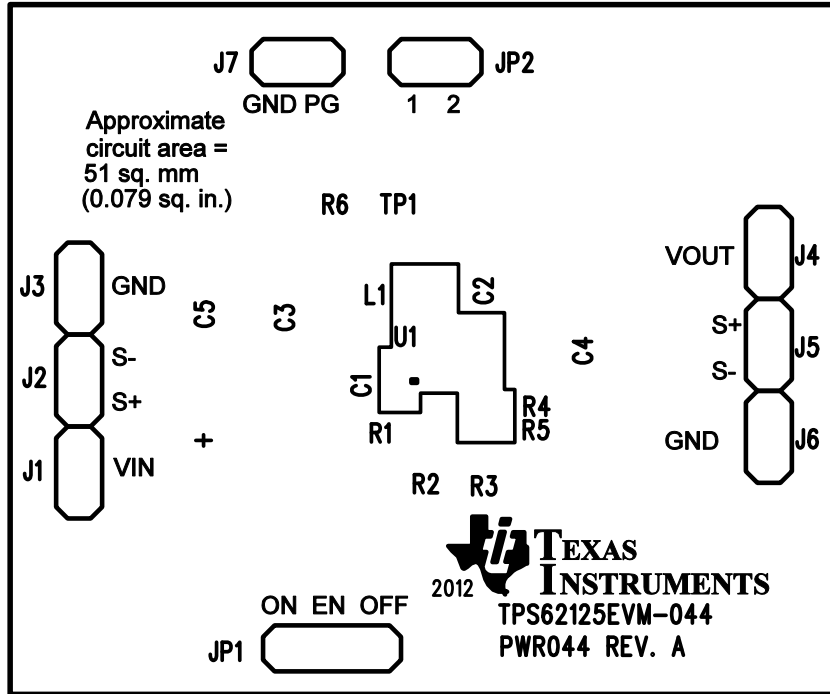 J7
JP2
GND PG
1 2
Approximate
circuit area =
51 sq. mm
(0.079 sq. in.)
R6 TP1
J3
GND
C5
C3
L1
C2
VOUT
J4
U1
S-
J2
S+
C1
C4
S+
J5
S-
R4
R1
R5
J1
+
VIN
GND
J6
R2 R3
TEXAS
INSTRUMENTS
2012
TPS62125EVM-044
PWR044 REV. A
ON EN OFF
JP1